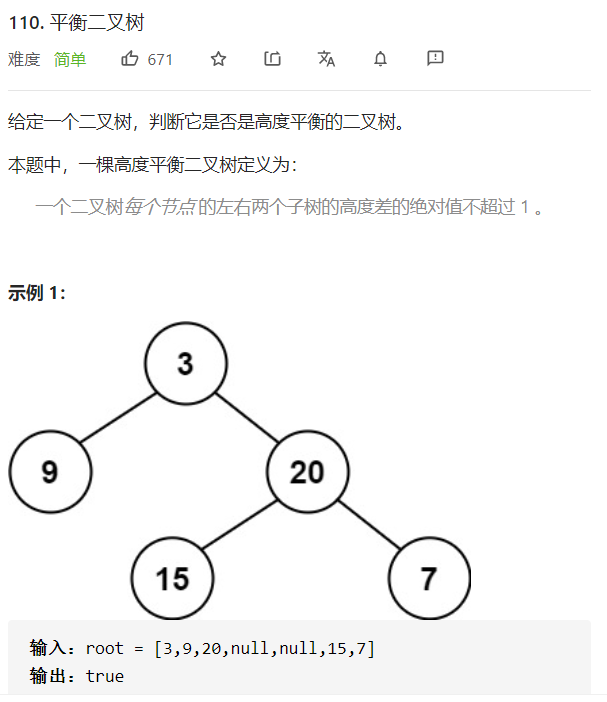 110. 平衡二叉树
难度 简单 671
给定一个二叉树，判断它是否是高度平衡的二叉树。
本题中，一棵高度平衡二叉树定义为：
一个二叉树每个节点 的左右两个子树的高度差的绝对值不超过 1 。
示例 1：
3
9 20
15 7
输入：root = [3,9,20,null,null,15,7]
输出：true